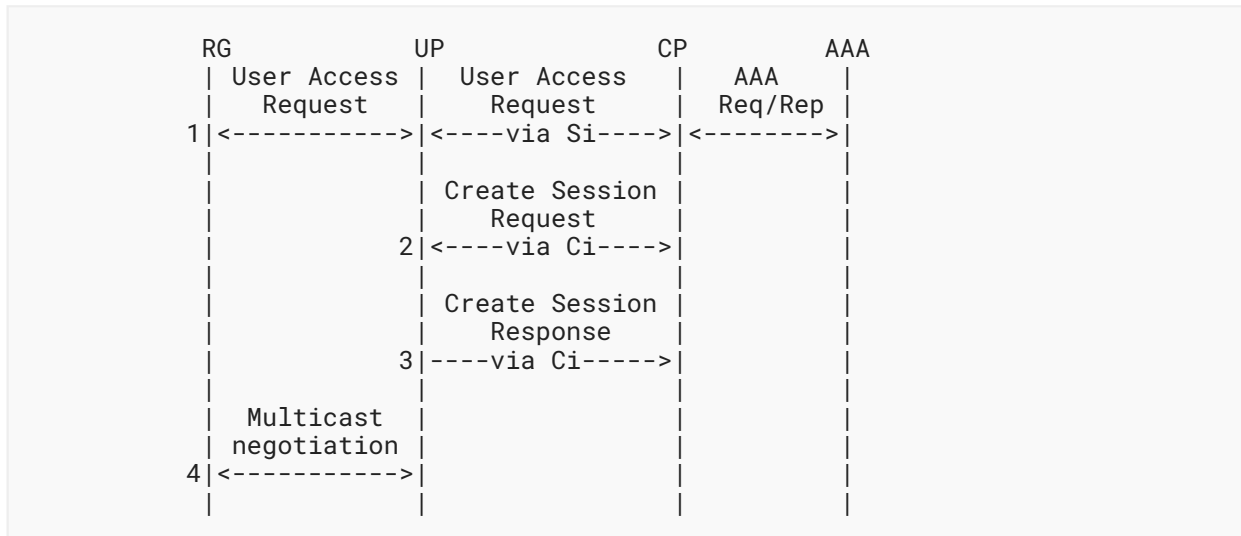 RG                UP                 CP           AAA
| User Access  |  User Access    |    AAA     |
|   Request    |    Request      |  Req/Rep |
1|<----------->|<----via Si---->|<-------->|
|              |                 |            |
|              | Create Session |            |
|              |    Request      |            |
|             2|<----via Ci---->|            |
|              |                 |            |
|              | Create Session |            |
|              |    Response     |            |
|             3|----via Ci----->|            |
|              |                 |            |
|  Multicast   |                 |            |
| negotiation |                 |            |
4|<----------->|                 |            |
|              |                 |            |